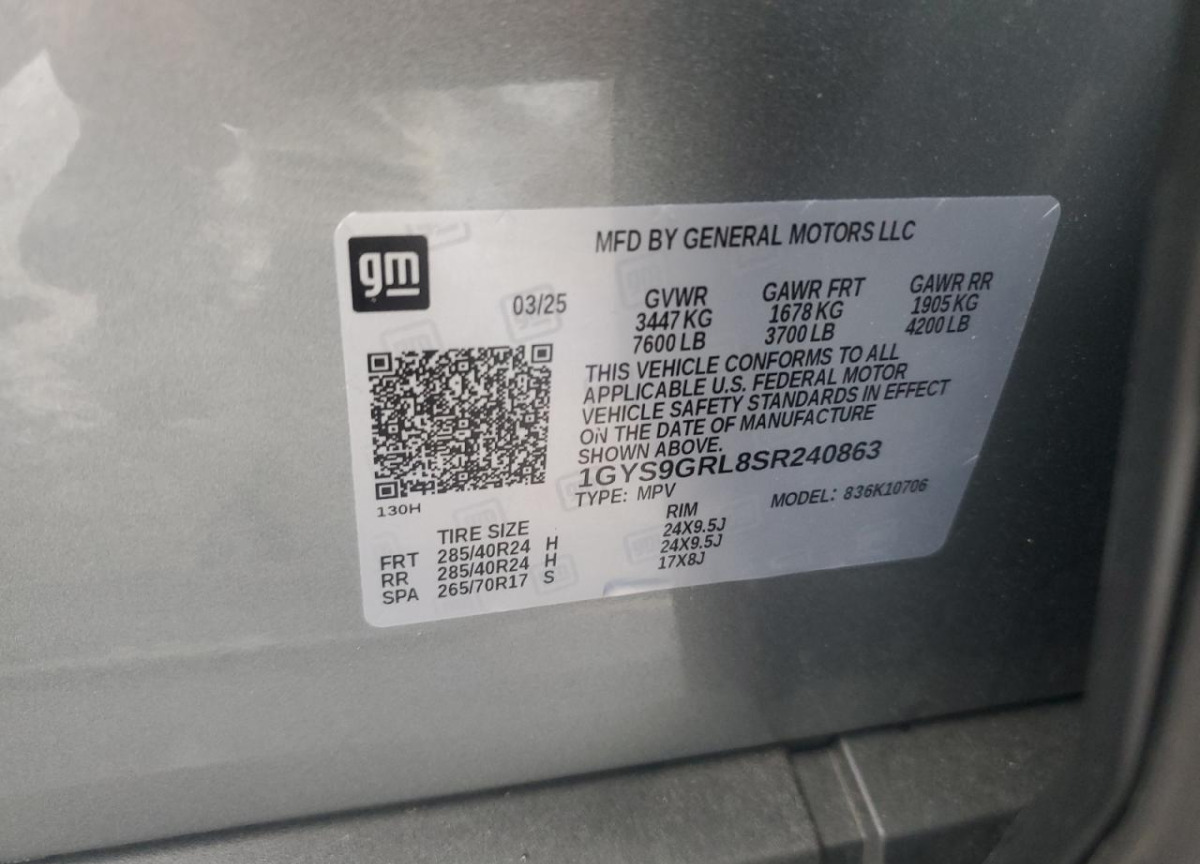 gm
MFD BY GENERAL MOTORS LLC
03/25
GVWR GAWR FRT GAWR RR
3447 KG 1678 KG 1905 KG
7600 LB 3700 LB 4200 LB
THIS VEHICLE CONFORMS TO ALL
APPLICABLE U.S. FEDERAL MOTOR
VEHICLE SAFETY STANDARDS IN EFFECT
ON THE DATE OF MANUFACTURE
SHOWN ABOVE.
1GYS9GRL8SR240863
TYPE: MPV MODEL: 836K10706
130H
TIRE SIZE RIM
FRT 285/40R24 H 24X9.5J
RR 285/40R24 H 24X9.5J
SPA 265/70R17 S 17X8J